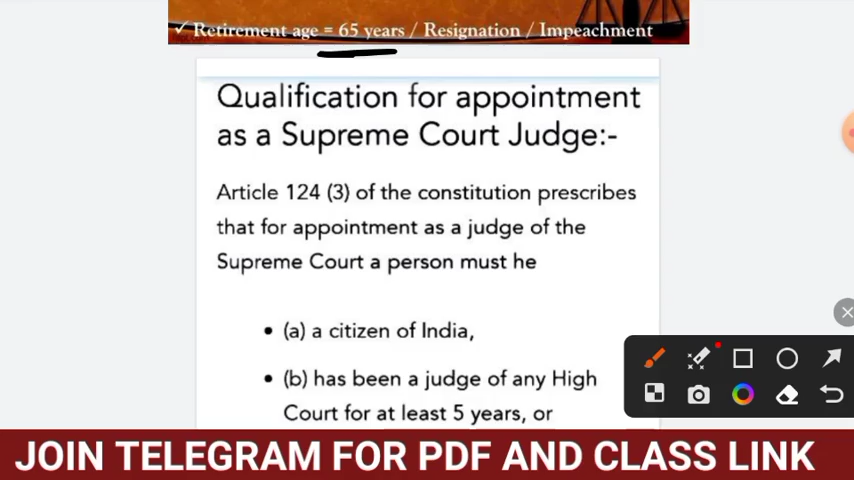 ✓ Retirement age = 65 years / Resignation / Impeachment
Qualification for appointment
as a Supreme Court Judge:-
Article 124 (3) of the constitution prescribes
that for appointment as a judge of the
Supreme Court a person must he
• (a) a citizen of India,
• (b) has been a judge of any High
Court for at least 5 years, or
JOIN TELEGRAM FOR PDF AND CLASS LINK